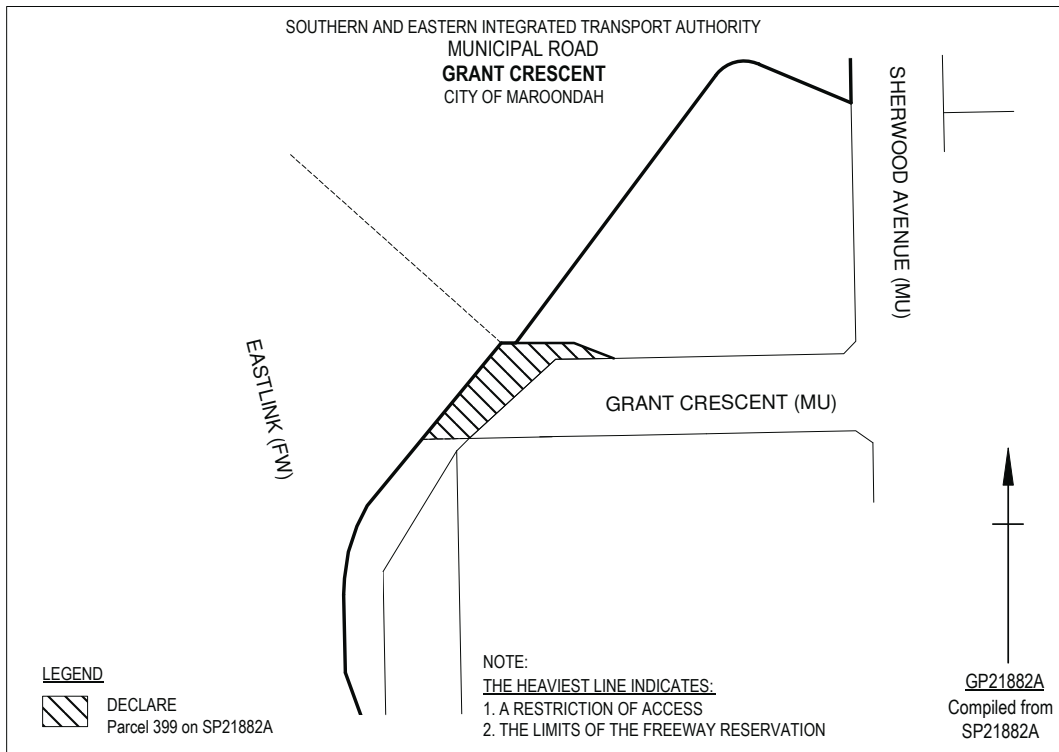 SOUTHERN AND EASTERN INTEGRATED TRANSPORT AUTHORITY
MUNICIPAL ROAD
GRANT CRESCENT
CITY OF MAROONDAH
SHERWOOD AVENUE (MU)
EASTLINK (FW)
GRANT CRESCENT (MU)
LEGEND
DECLARE
Parcel 399 on SP21882A
NOTE:
THE HEAVIEST LINE INDICATES:
1. A RESTRICTION OF ACCESS
2. THE LIMITS OF THE FREEWAY RESERVATION
GP21882A
Compiled from
SP21882A